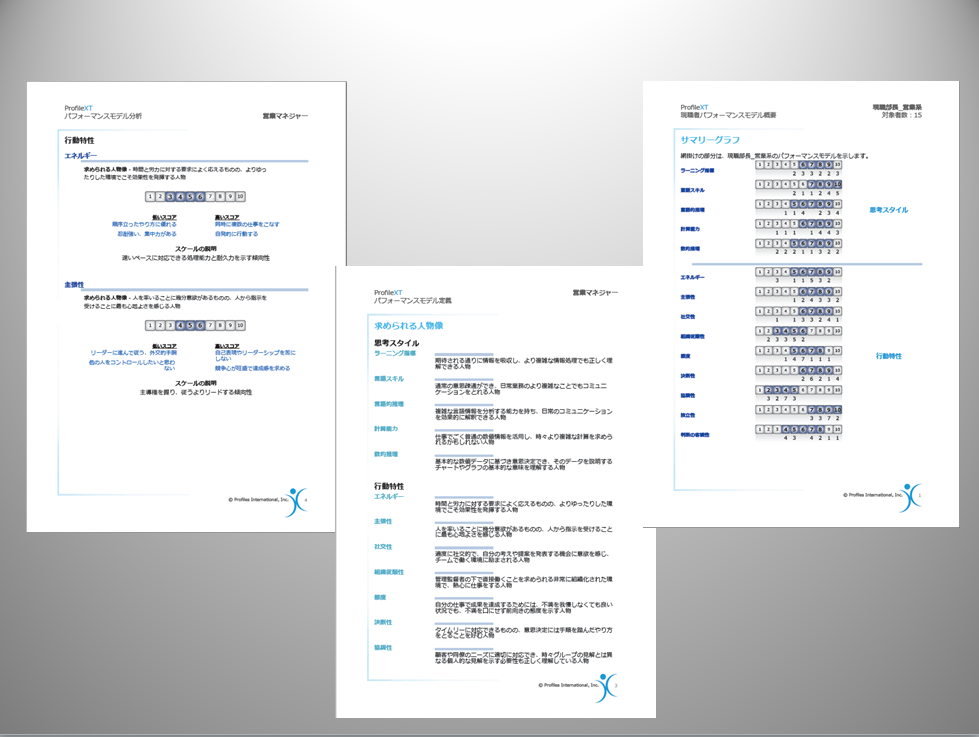 ProfileXT
パフォーマンスモデル分析
営業マネジャー
行動特性
エネルギー
求められる人物像 - 時間と労力に対する要求によく応えるものの、よりゆっ
たりした環境でこそ効果性を発揮する人物
1 2 3 4 5 6 7 8 9 10
低いスコア
高いスコア
順序立ったやり方に優れる
同時に複数の仕事をこなす
忍耐強い、集中力がある
自発的に行動する
スケールの説明
速いペースに対応できる処理能力と耐久力を示す傾向性
主張性
求められる人物像 - 人を率いることに幾分意欲があるものの、人から指示を
受けることに最も心地よさを感じる人物
1 2 3 4 5 6 7 8 9 10
低いスコア
高いスコア
リーダーに進んで従う、外交的手腕
自己表現やリーダーシップを苦に
しない
他の人をコントロールしたいと思わ
ない
競争心が旺盛で達成感を求める
スケールの説明
主導権を握り、従うよりリードする傾向性
© Profiles International, Inc.
4
ProfileXT
パフォーマンスモデル定義
営業マネジャー
求められる人物像
思考スタイル
ラーニング指標
期待される通りに情報を吸収し、より複雑な情報処理でも正しく理
解できる人物
言語スキル
通常の意思疎通ができ、日常業務のより複雑なことでもコミュニ
ケーションをとれる人物
言語的推理
複雑な言語情報を分析する能力を持ち、日常のコミュニケーション
を効果的に解釈できる人物
計算能力
仕事でごく普通の数値情報を活用し、時々より複雑な計算を求めら
れるかもしれない人物
数的推理
基本的な数値データに基づき意思決定でき、そのデータを説明する
チャートやグラフの基本的な意味を理解する人物
行動特性
エネルギー
時間と労力に対する要求によく応えるものの、よりゆったりした環
境でこそ効果性を発揮する人物
主張性
人を率いることに幾分意欲があるものの、人から指示を受けること
に最も心地よさを感じる人物
社交性
適度に社交的で、自分の考えや提案を発表する機会に意欲を感じ、
チームで働く環境に励まされる人物
組織従順性
管理監督者の下で直接働くことを求められる非常に組織化された環
境で、熱心に仕事をする人物
態度
自分の仕事で成果を達成するためには、不満を我慢しなくても良い
状況でも、不満を口にせず前向きの態度を示す人物
決断性
タイムリーに対応できるものの、意思決定には手順を踏んだやり方
をとることを好む人物
協調性
顧客や同僚のニーズに適切に対応でき、時々グループの見解とは異
なる個人的な見解を示す必要性も正しく理解している人物
© Profiles International, Inc.
2
ProfileXT
現職者パフォーマンスモデル概要
現職部長_営業系
対象者数：15
サマリーグラフ
網掛けの部分は、現職部長_営業系のパフォーマンスモデルを示します。
ラーニング指標
1 2 3 4 5 6 7 8 9 10
2 3 3 2 2 3
言語スキル
1 2 3 4 5 6 7 8 9 10
2 1 1 2 4 5
言語的推理
1 2 3 4 5 6 7 8 9 10
1 1 4 2 3 4
思考スタイル
計算能力
1 2 3 4 5 6 7 8 9 10
1 1 1 1 4 4 3
数的推理
1 2 3 4 5 6 7 8 9 10
2 2 2 1 1 3 2 2
エネルギー
1 2 3 4 5 6 7 8 9 10
3 1 1 5 3 2
主張性
1 2 3 4 5 6 7 8 9 10
1 2 4 3 3 2
社交性
1 2 3 4 5 6 7 8 9 10
1 1 3 3 2 4 1
組織従順性
1 2 3 4 5 6 7 8 9 10
2 3 3 5 2
態度
1 2 3 4 5 6 7 8 9 10
1 4 7 1 1 1
行動特性
決断性
1 2 3 4 5 6 7 8 9 10
2 6 2 1 4
協調性
1 2 3 4 5 6 7 8 9 10
3 2 7 3
独立性
1 2 3 4 5 6 7 8 9 10
3 3 7 2
判断の客観性
1 2 3 4 5 6 7 8 9 10
4 3 4 2 1 1
© Profiles International, Inc.
1